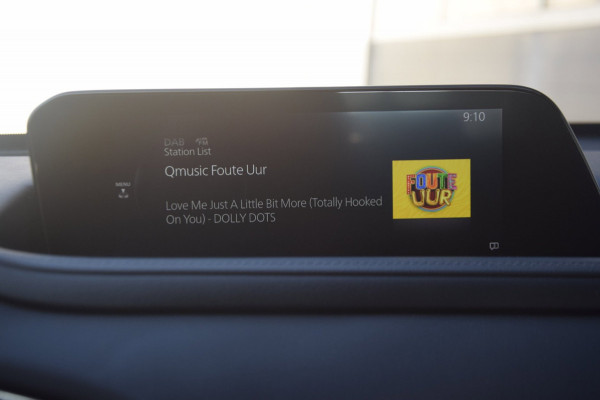 9:10
DAB
Station List
Qmusic Foute Uur
MENU
Love Me Just A Little Bit More (Totally Hooked
On You) - DOLLY DOTS
FOUTE
UUR